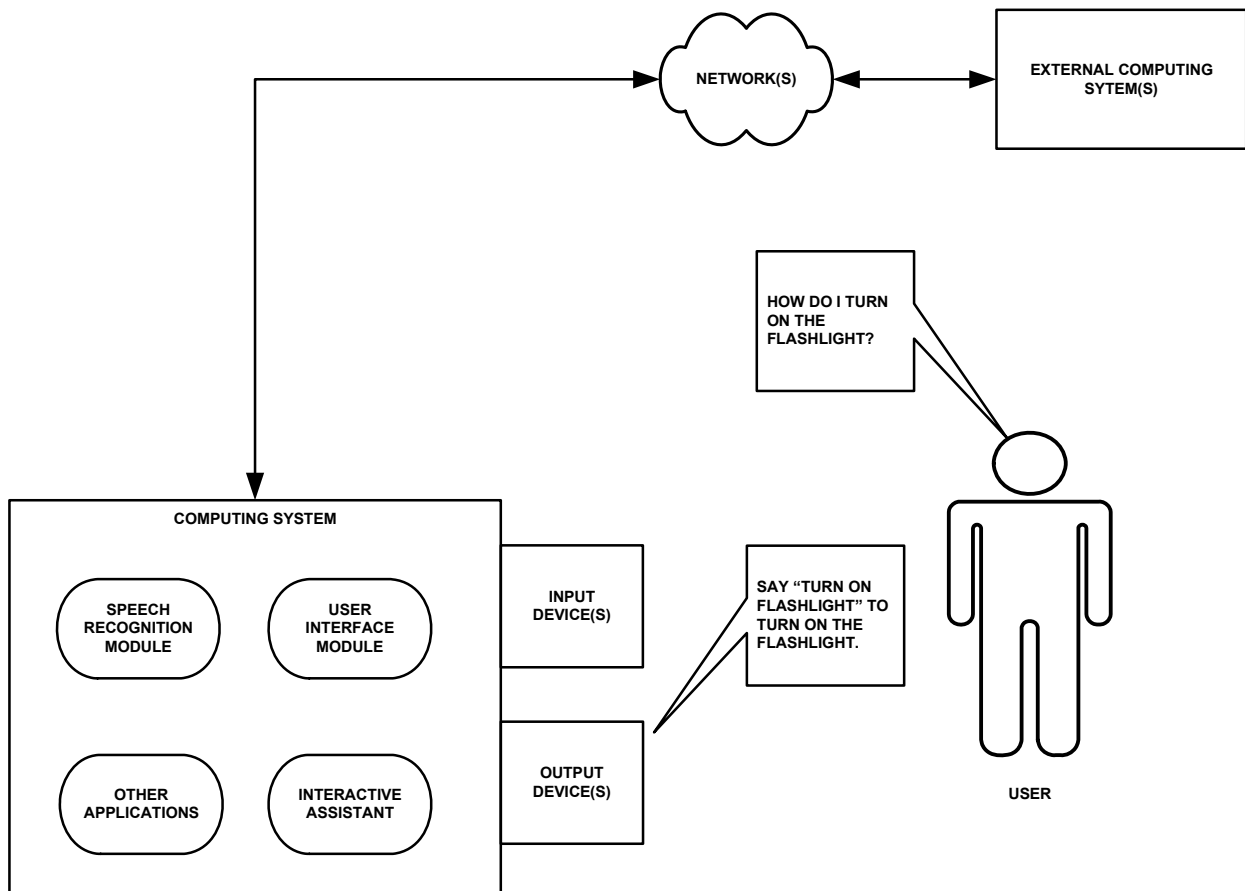 NETWORK(S)
EXTERNAL COMPUTING
SYTEM(S)
HOW DO I TURN
ON THE
FLASHLIGHT?
COMPUTING SYSTEM
SPEECH
RECOGNITION
MODULE
USER
INTERFACE
MODULE
INPUT
DEVICE(S)
SAY “TURN ON
FLASHLIGHT” TO
TURN ON THE
FLASHLIGHT.
OTHER
APPLICATIONS
INTERACTIVE
ASSISTANT
OUTPUT
DEVICE(S)
USER